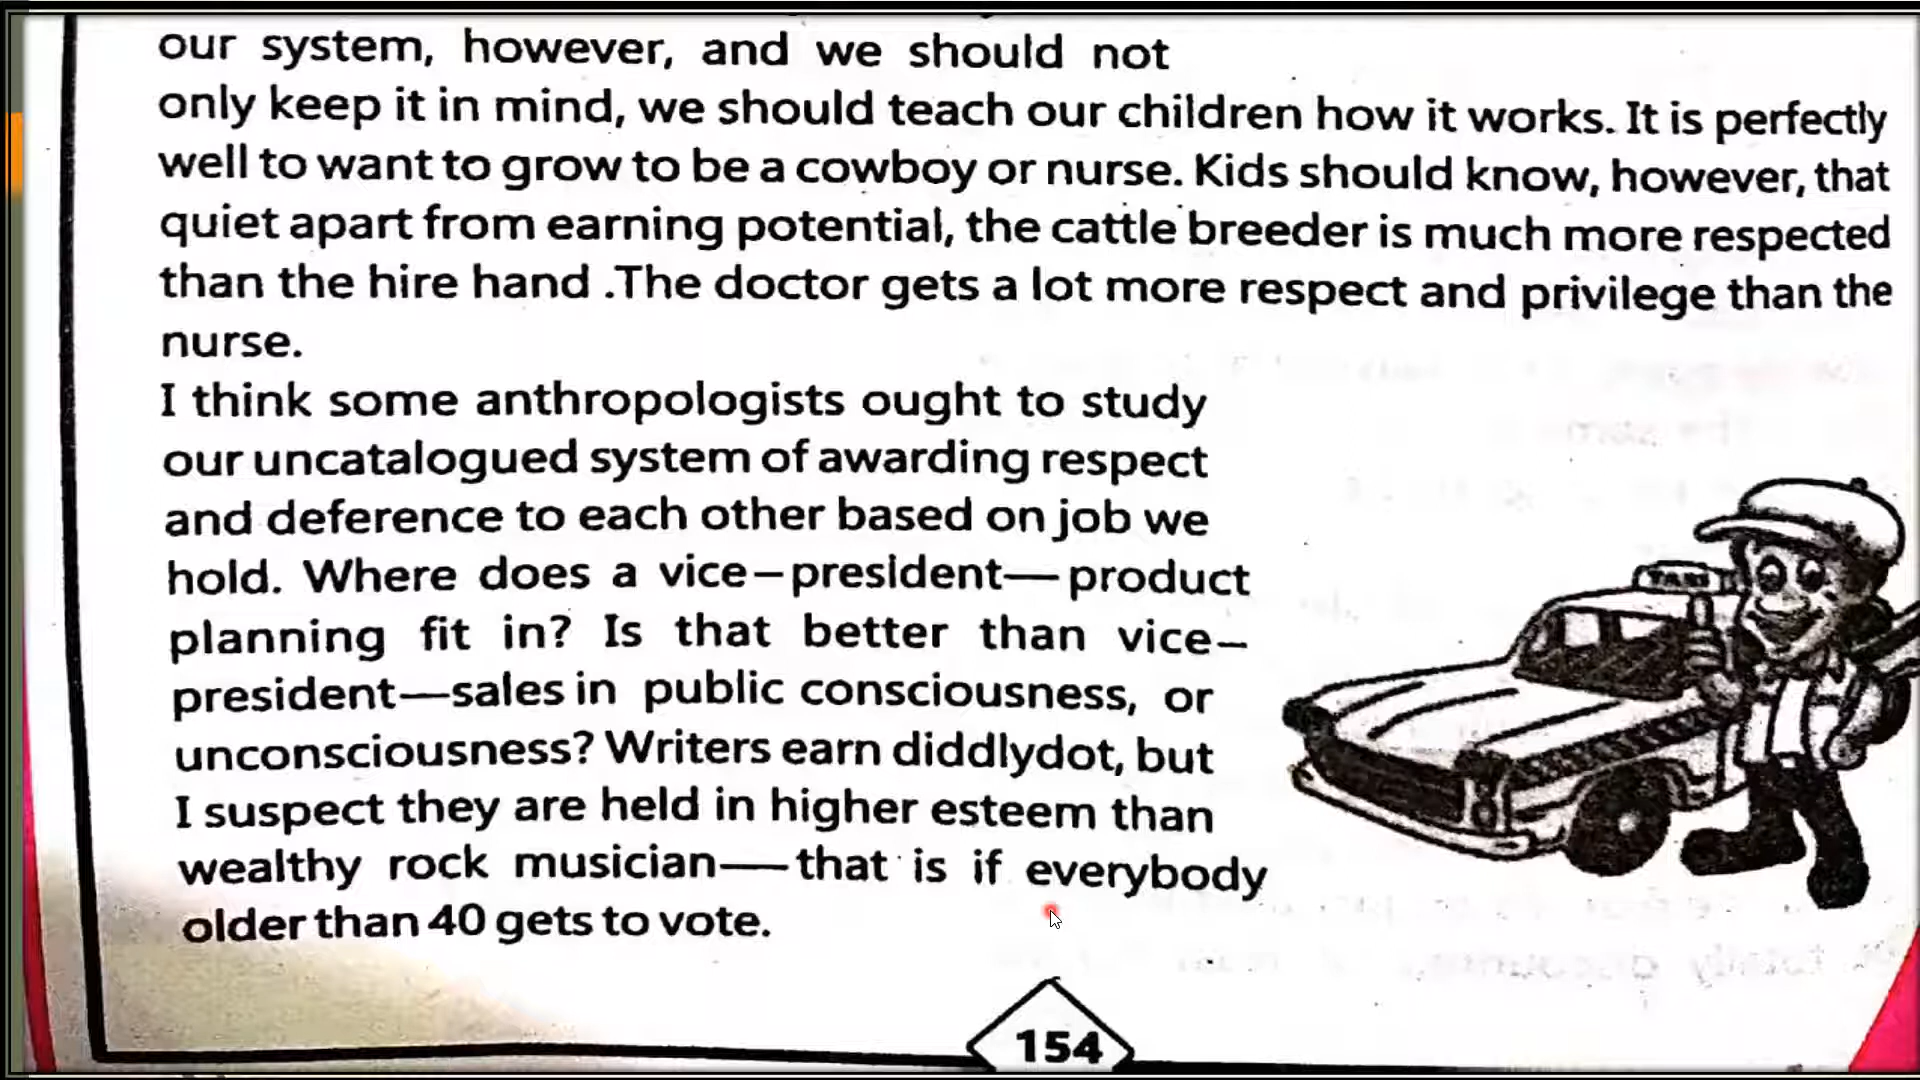 our system, however, and we should not
only keep it in mind, we should teach our children how it works. It is perfectly
well to want to grow to be a cowboy or nurse. Kids should know, however, that
quiet apart from earning potential, the cattle breeder is much more respected
than the hire hand .The doctor gets a lot more respect and privilege than the
nurse.
I think some anthropologists ought to study
our uncatalogued system of awarding respect
and deference to each other based on job we
hold. Where does a vice–president—product
planning fit in? Is that better than vice–
president—sales in public consciousness, or
unconsciousness? Writers earn diddlydot, but
I suspect they are held in higher esteem than
wealthy rock musician—that is if everybody
older than 40 gets to vote.
TAXI
154